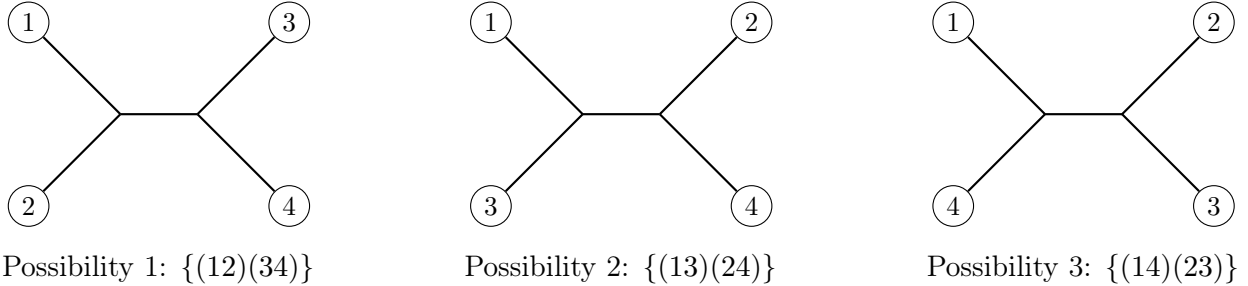 1 3 1 2 1 2
2 4 3 4 4 3
Possibility 1: {(12)(34)} Possibility 2: {(13)(24)} Possibility 3: {(14)(23)}